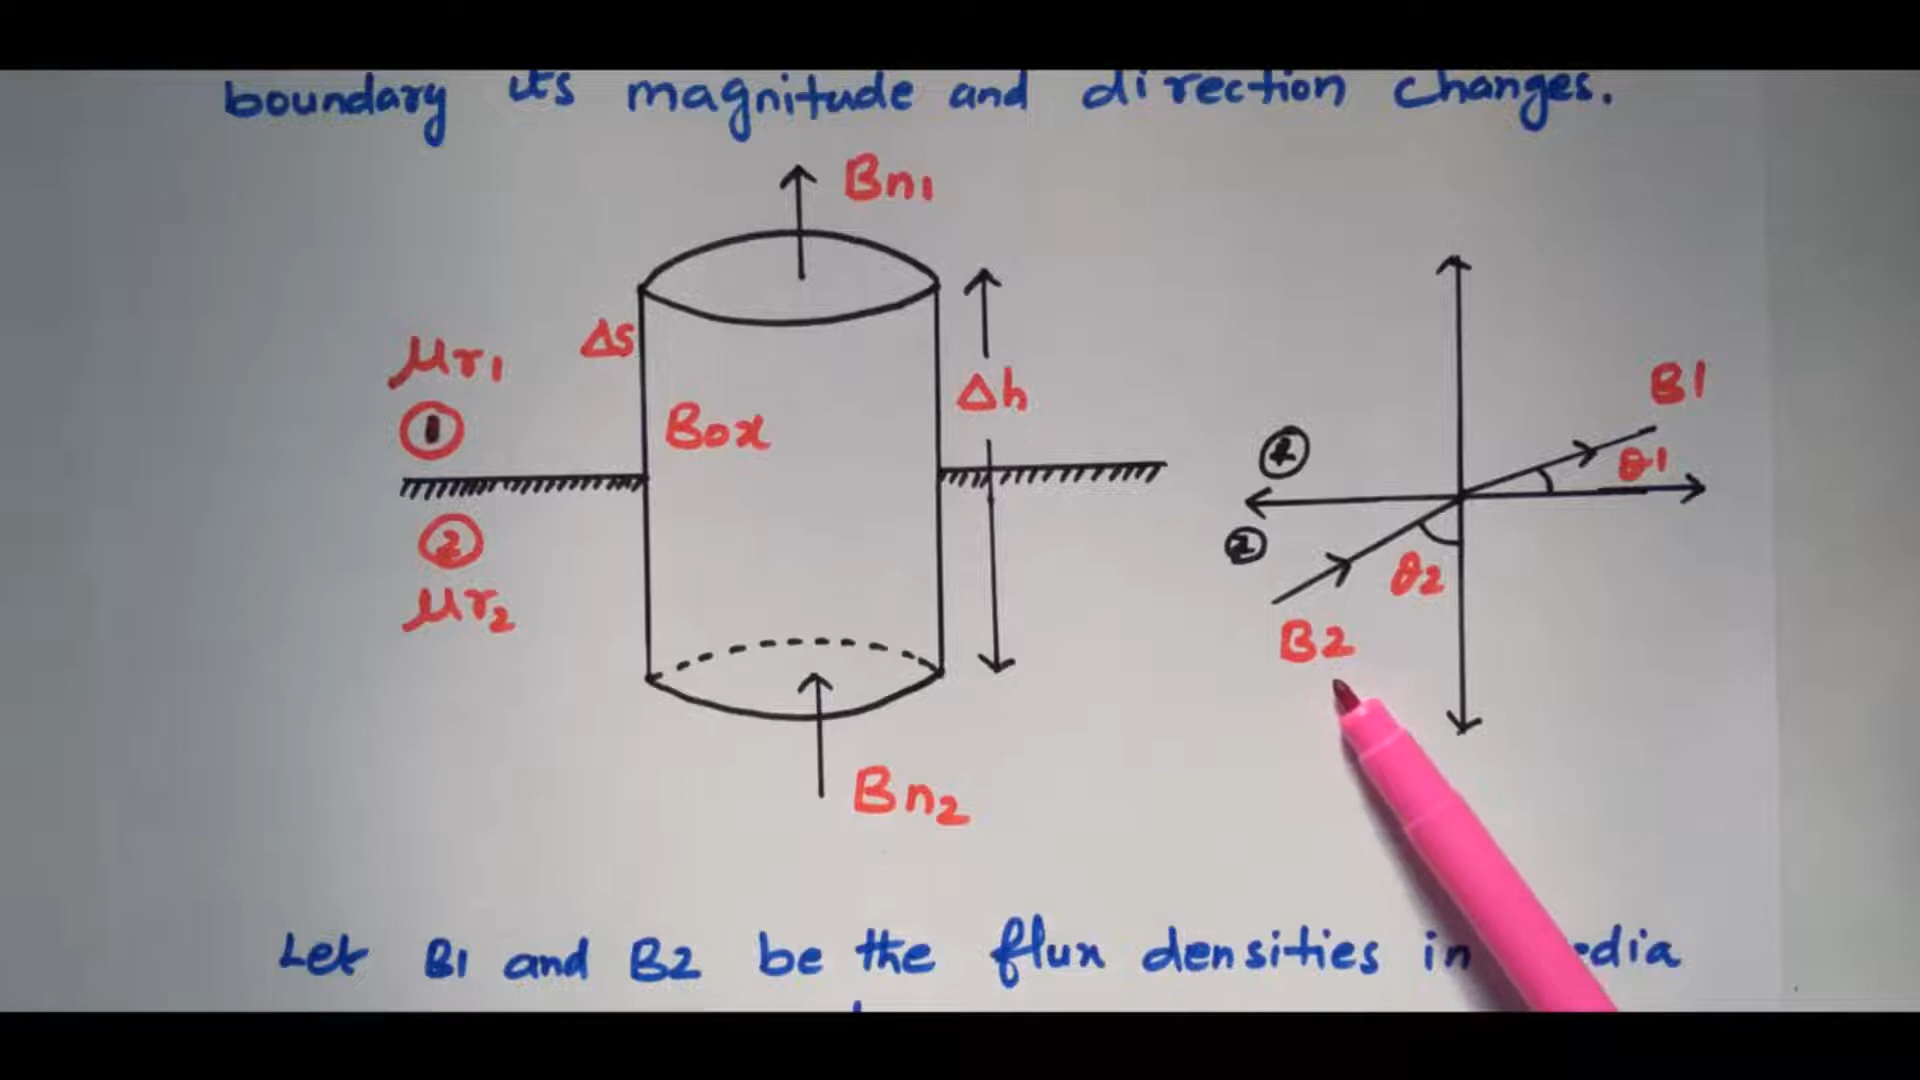 boundary its magnitude and direction changes.
Bn1
Δs
μr1
1
Box
Δh
2
μr2
Bn2
B1
θ1
2
θ2
B2
Let B1 and B2 be the flux densities in